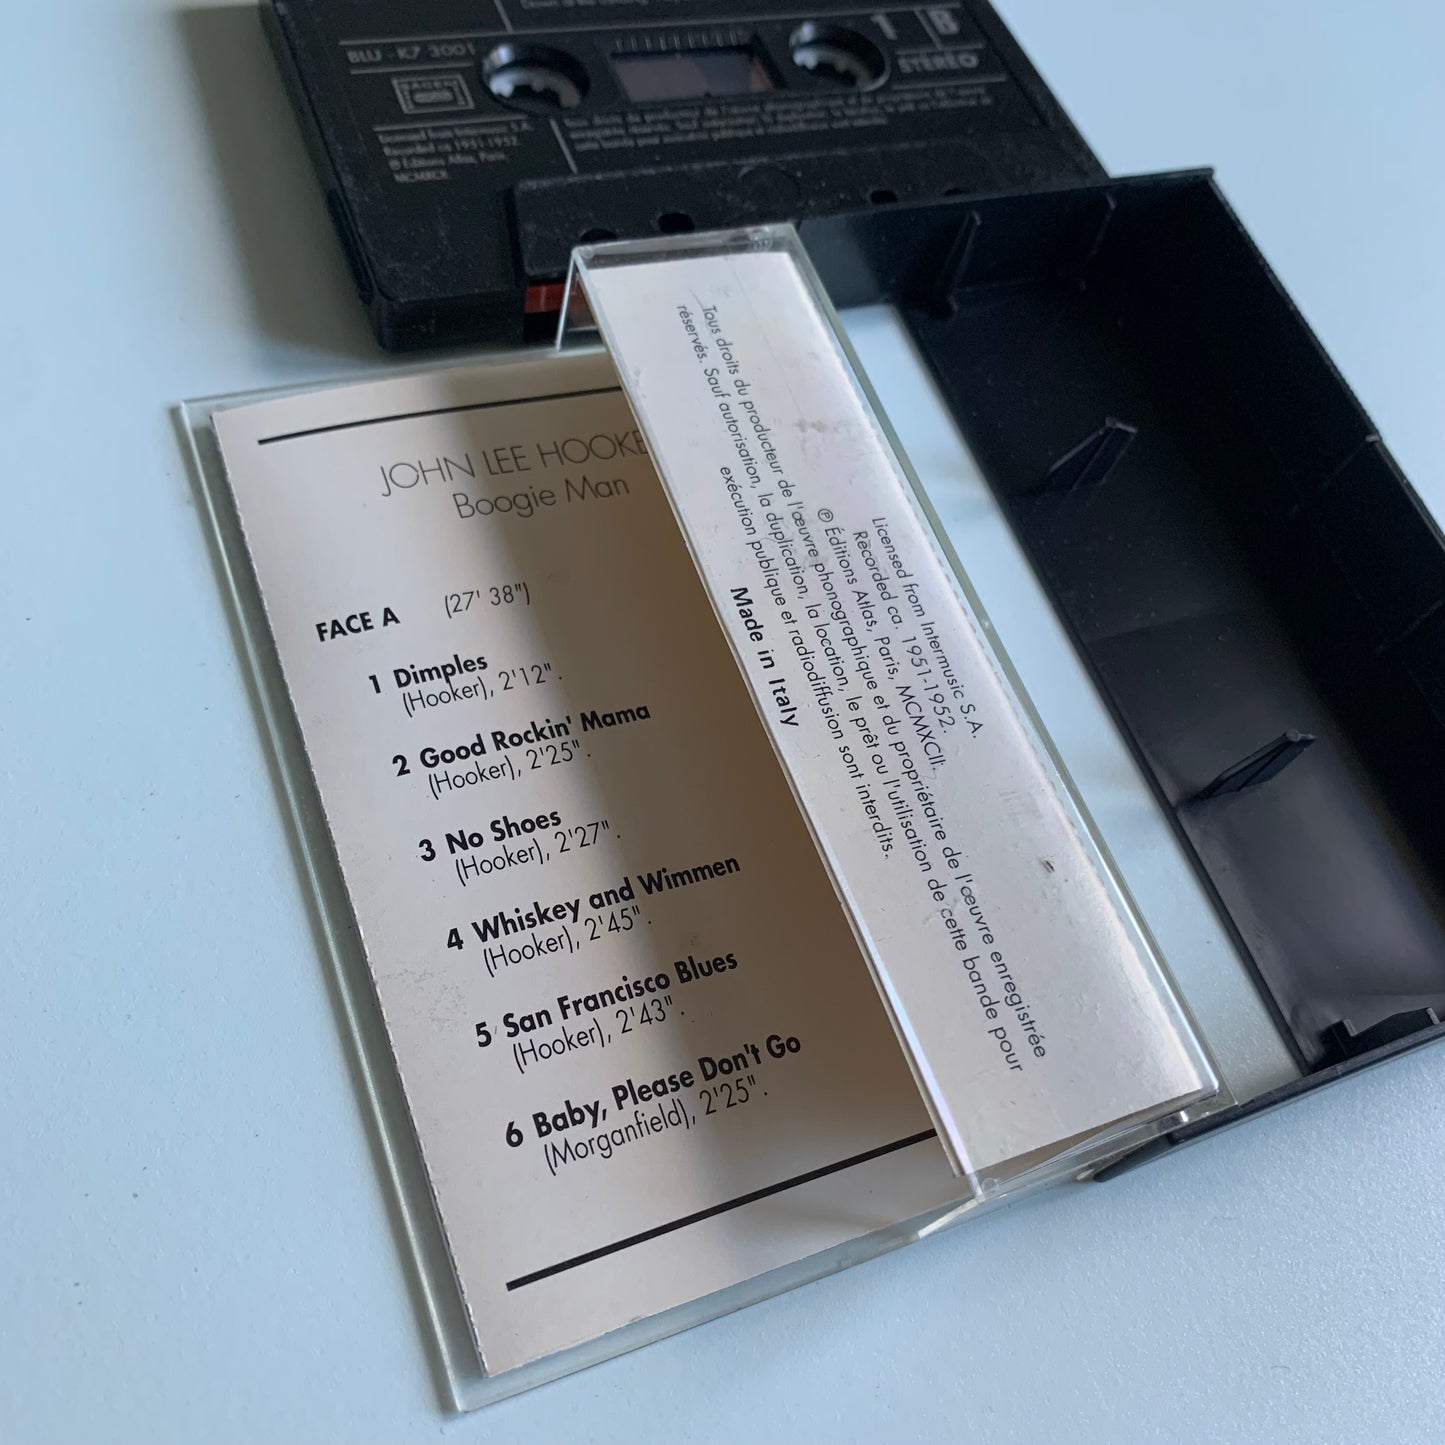 BLU - K7 3001
1
B
STÉRÉO
Licensed from Intermusic S.A.
Recorded ca 1951-1952.
℗ Éditions Atlas, Paris,
MCMXCII.
JOHN LEE HOOKE
Boogie Man
FACE A (27' 38")
1 Dimples
(Hooker), 2'12".
2 Good Rockin' Mama
(Hooker), 2'25".
3 No Shoes
(Hooker), 2'27".
4 Whiskey and Wimmen
(Hooker), 2'45".
5 San Francisco Blues
(Hooker), 2'43".
6 Baby, Please Don't Go
(Morganfield), 2'25".
Licensed from Intermusic S.A.
Recorded ca. 1951-1952.
℗ Éditions Atlas, Paris, MCMXCII.
Tous droits du producteur de l'œuvre phonographique et du propriétaire de l'œuvre enregistrée
réservés. Sauf autorisation, la duplication, la location, le prêt ou l'utilisation de cette bande pour
exécution publique et radiodiffusion sont interdits.
Made in Italy